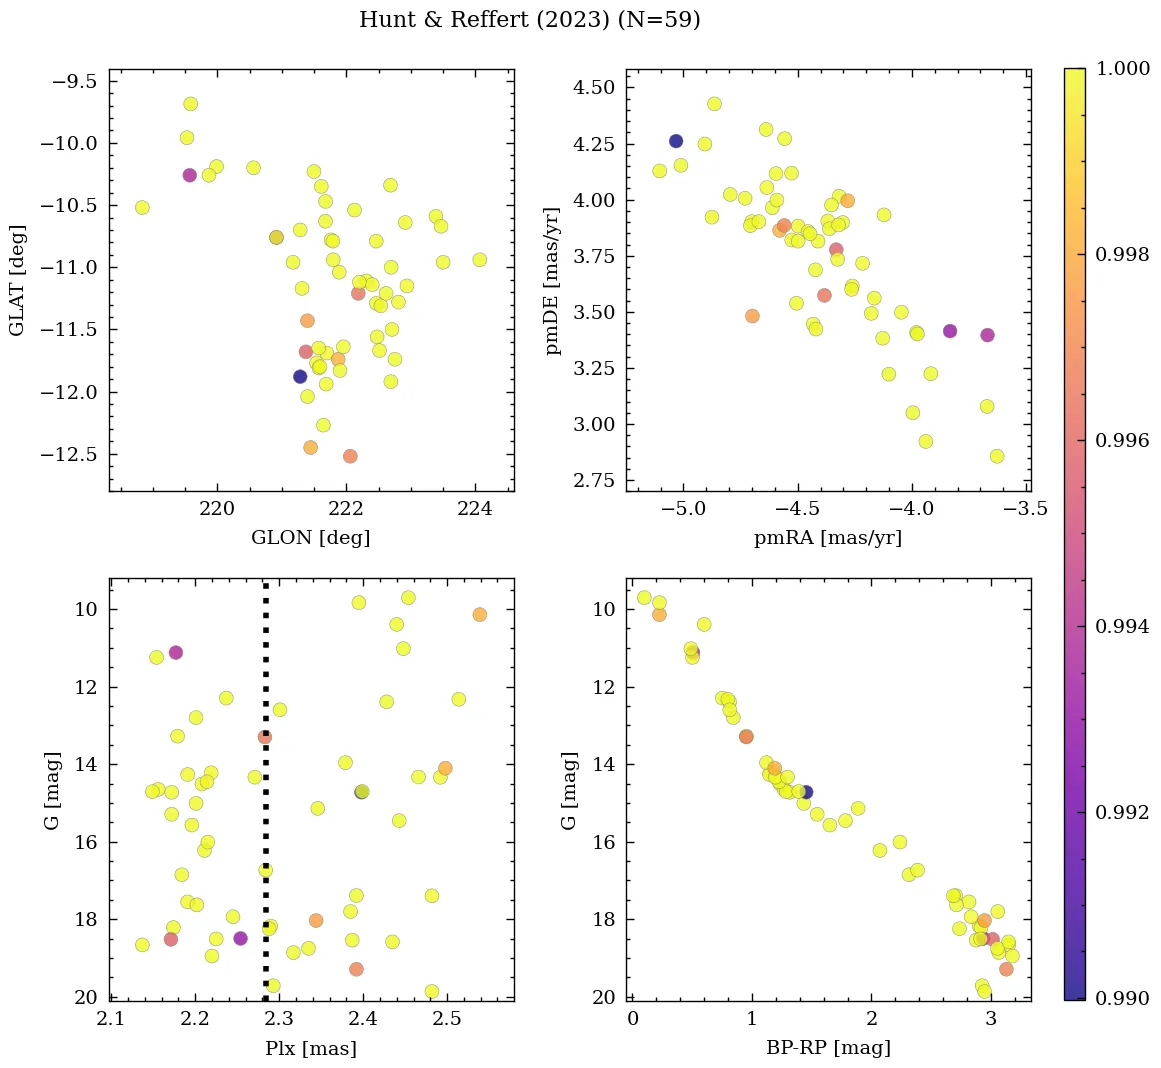 Hunt & Reffert (2023) (N=59)
−9.5
−10.0
−10.5
−11.0
−11.5
−12.0
−12.5
GLAT [deg]
220 222 224
GLON [deg]
4.50
4.25
4.00
3.75
3.50
3.25
3.00
2.75
pmDE [mas/yr]
−5.0 −4.5 −4.0 −3.5
pmRA [mas/yr]
1.000
0.998
0.996
0.994
0.992
0.990
10
12
14
16
18
20
G [mag]
2.1 2.2 2.3 2.4 2.5
Plx [mas]
10
12
14
16
18
20
G [mag]
0 1 2 3
BP-RP [mag]